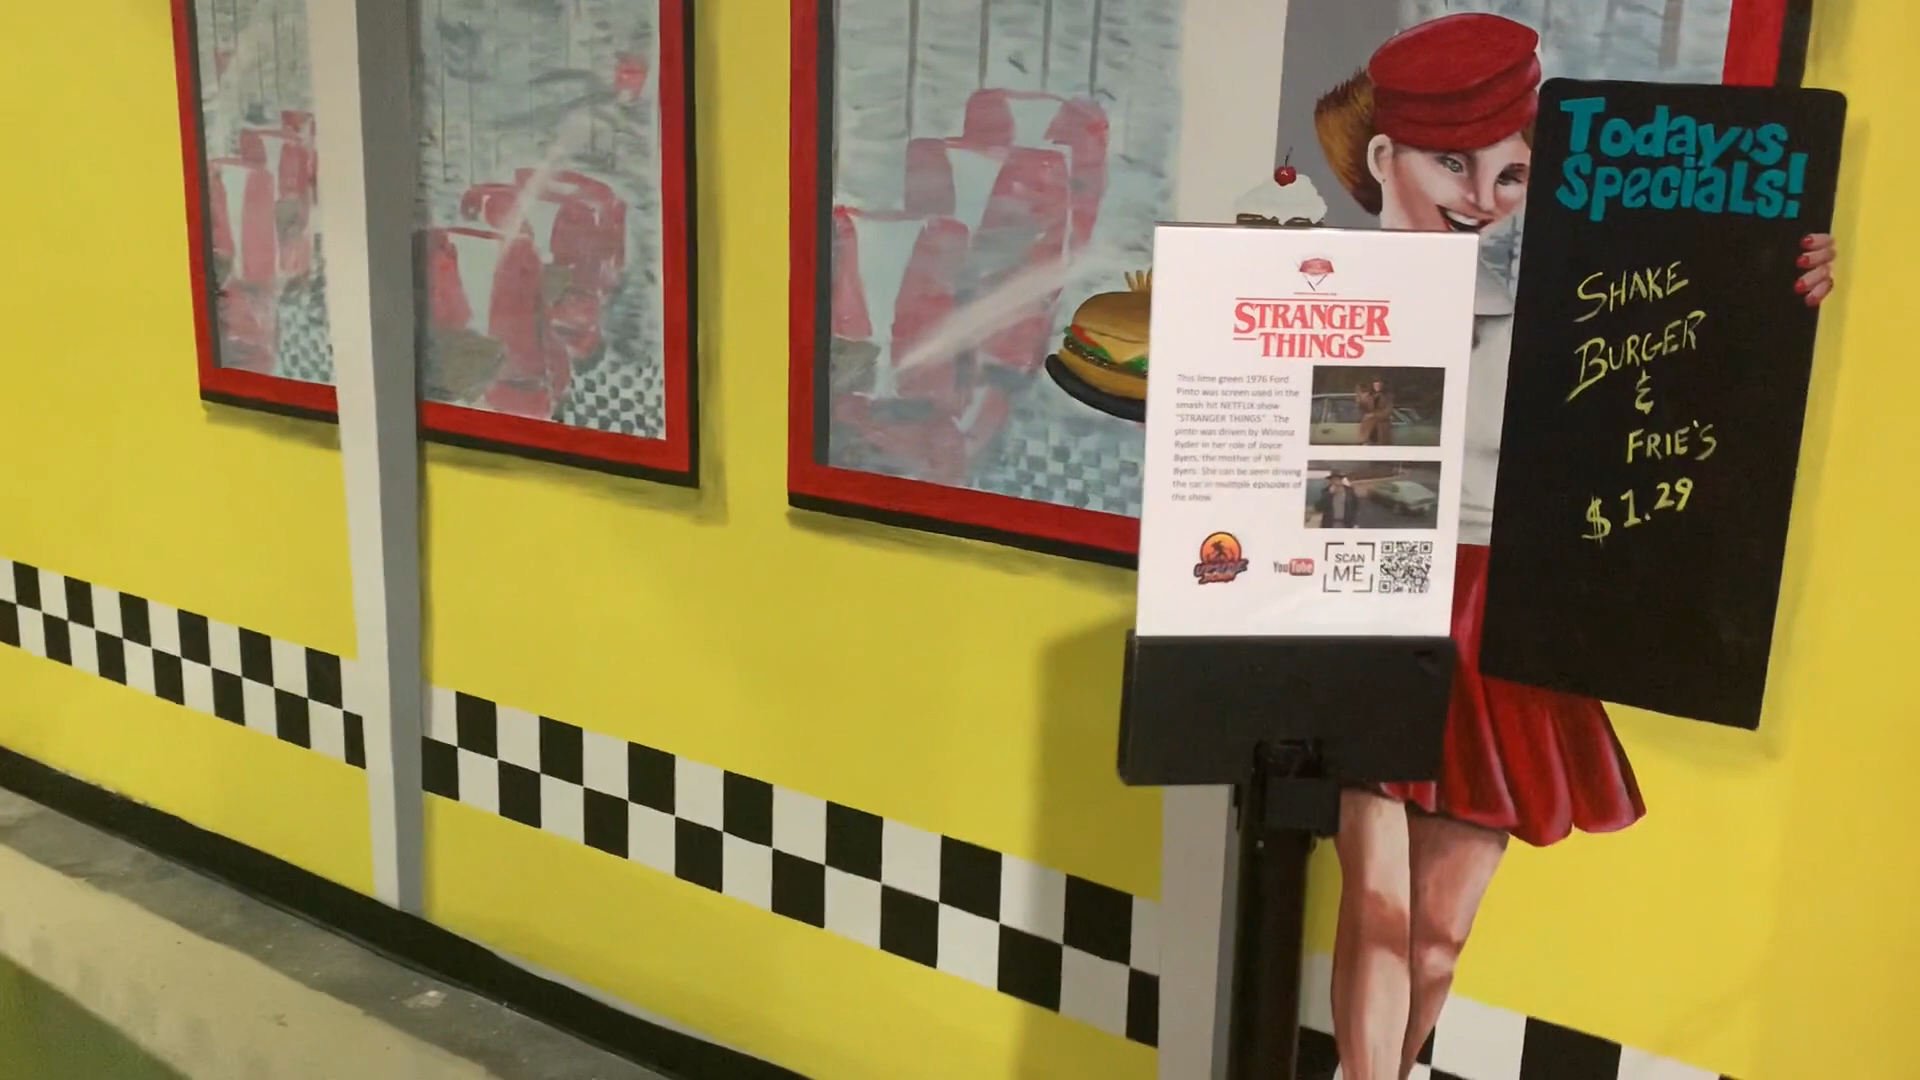 Today's
Specials!
SHAKE
BURGER
&
FRIE'S
$1.29
STRANGER
THINGS
This lime green 1976 Ford
Pinto was screen used in the
smash hit NETFLIX show
"STRANGER THINGS". The
pinto was driven by Winona
Ryder in her role of Joyce
Byers, the mother of Will
Byers. She can be seen driving
the car in multiple episodes of
the show.
YouTube
SCAN
ME